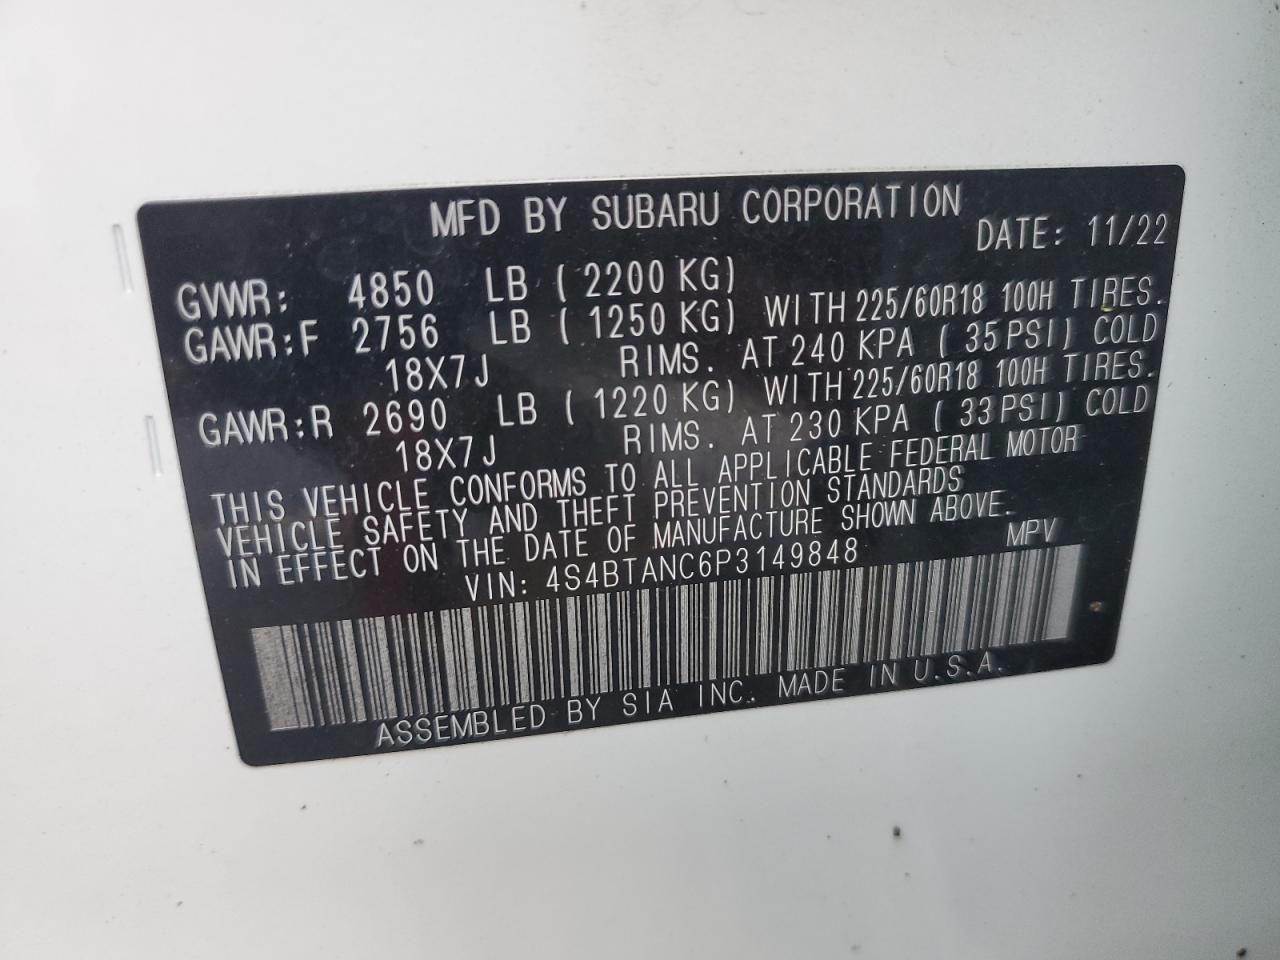 MFD BY SUBARU CORPORATION
DATE: 11/22
GVWR: 4850 LB ( 2200 KG)
GAWR:F 2756 LB ( 1250 KG) WITH 225/60R18 100H TIRES.
18X7J RIMS. AT 240 KPA ( 35 PSI) COLD
GAWR:R 2690 LB ( 1220 KG) WITH 225/60R18 100H TIRES.
18X7J RIMS. AT 230 KPA ( 33 PSI) COLD
THIS VEHICLE CONFORMS TO ALL APPLICABLE FEDERAL MOTOR
VEHICLE SAFETY AND THEFT PREVENTION STANDARDS
IN EFFECT ON THE DATE OF MANUFACTURE SHOWN ABOVE.
VIN: 4S4BTANC6P3149848 MPV
ASSEMBLED BY SIA INC. MADE IN U.S.A.